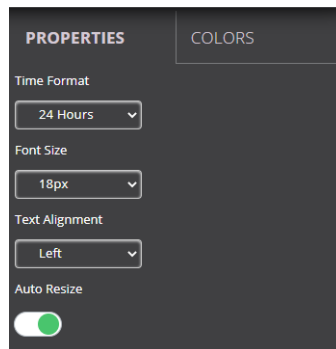 PROPERTIES COLORS
Time Format
24 Hours
Font Size
18px
Text Alignment
Left
Auto Resize